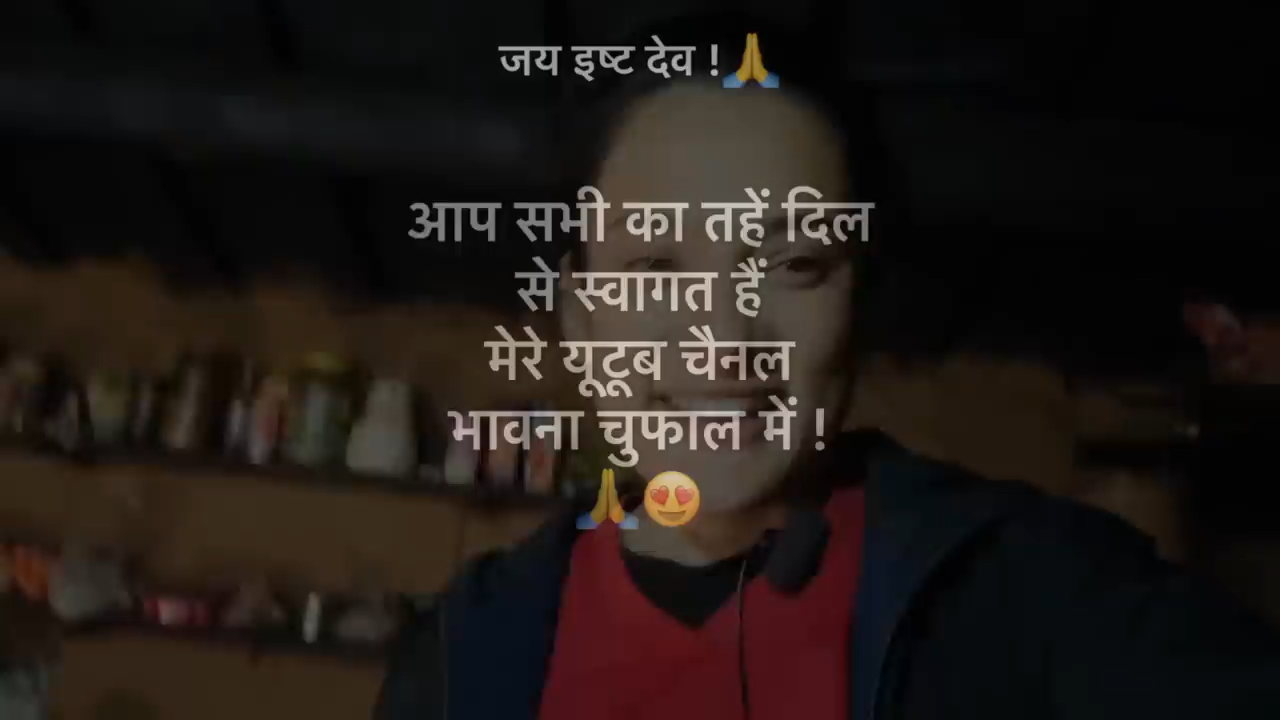 जय इष्ट देव ! 🙏
आप सभी का तहें दिल
से स्वागत हैं
मेरे यूटूब चैनल
भावना चुफाल में !
🙏😍